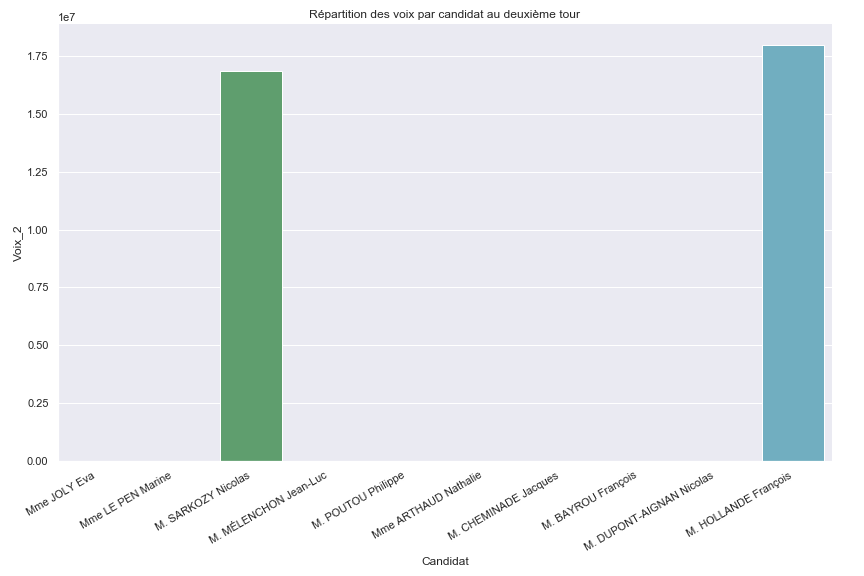 Répartition des voix par candidat au deuxième tour
1e7
1.75
1.50
1.25
1.00
0.75
0.50
0.25
0.00
Voix_2
Mme JOLY Eva
Mme LE PEN Marine
M. SARKOZY Nicolas
M. MÉLENCHON Jean-Luc
M. POUTOU Philippe
Mme ARTHAUD Nathalie
M. CHEMINADE Jacques
M. BAYROU François
M. DUPONT-AIGNAN Nicolas
M. HOLLANDE François
Candidat